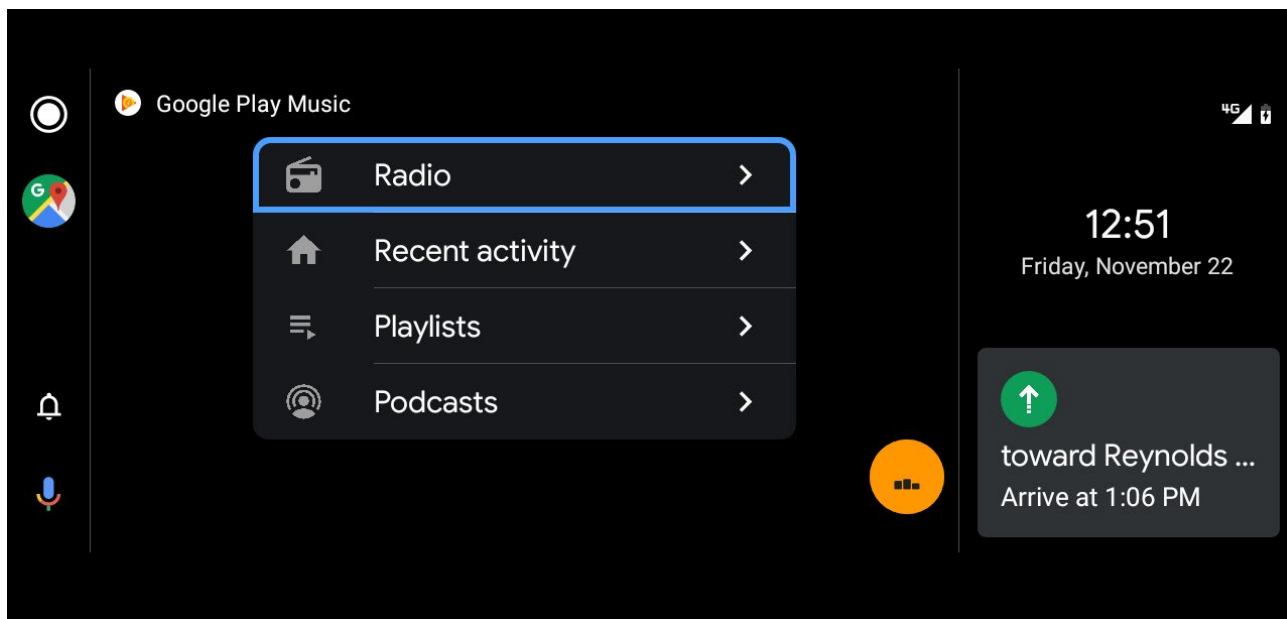 Google Play Music
Radio
Recent activity
Playlists
Podcasts
4G
12:51
Friday, November 22
toward Reynolds ...
Arrive at 1:06 PM
G